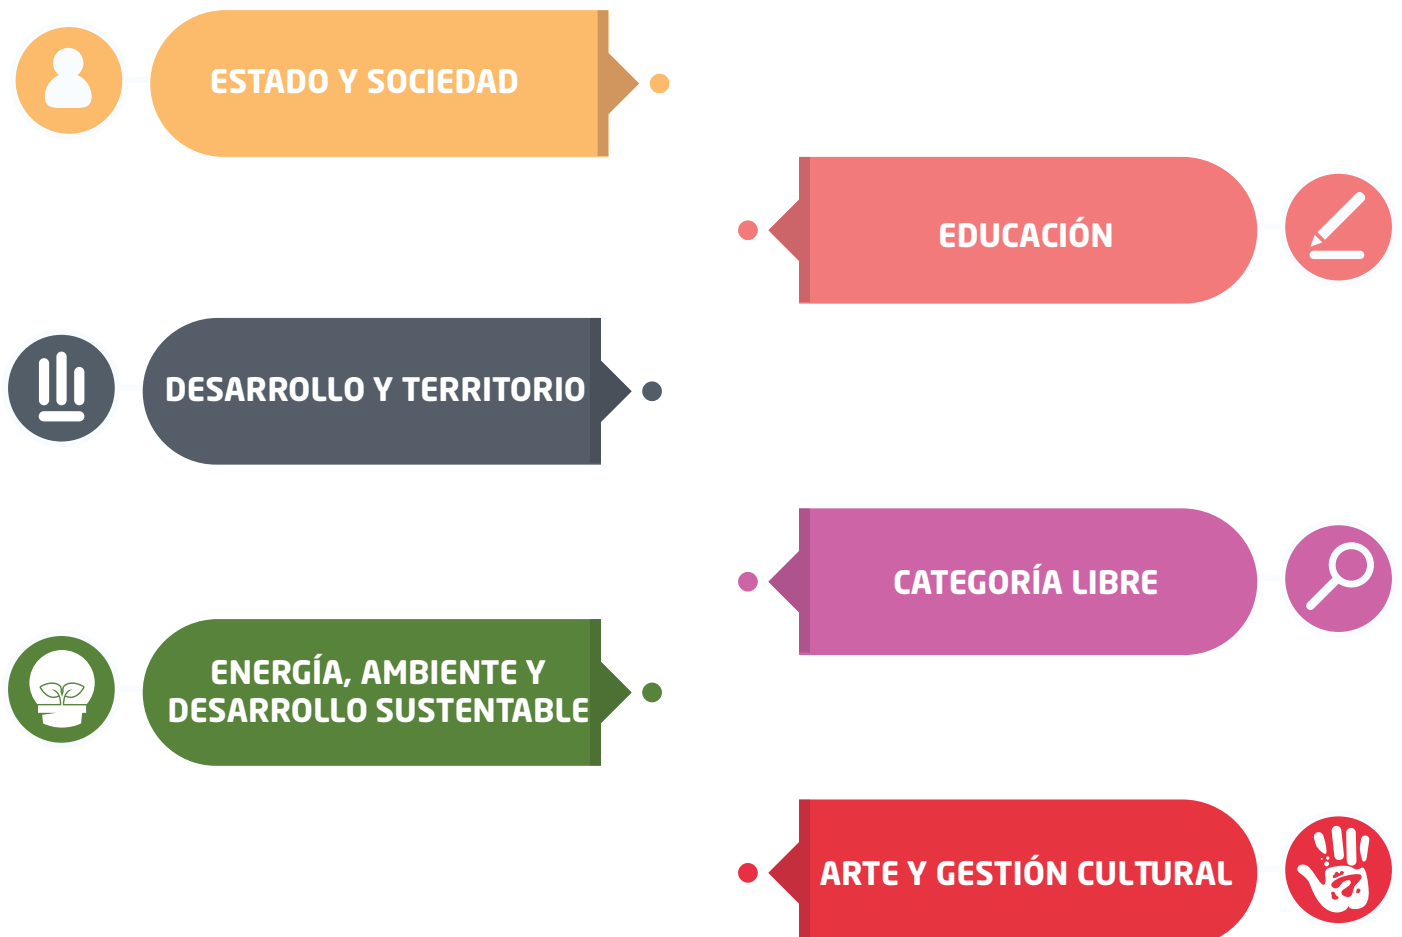 ESTADO Y SOCIEDAD
EDUCACIÓN
DESARROLLO Y TERRITORIO
CATEGORÍA LIBRE
ENERGÍA, AMBIENTE Y
DESARROLLO SUSTENTABLE
ARTE Y GESTIÓN CULTURAL